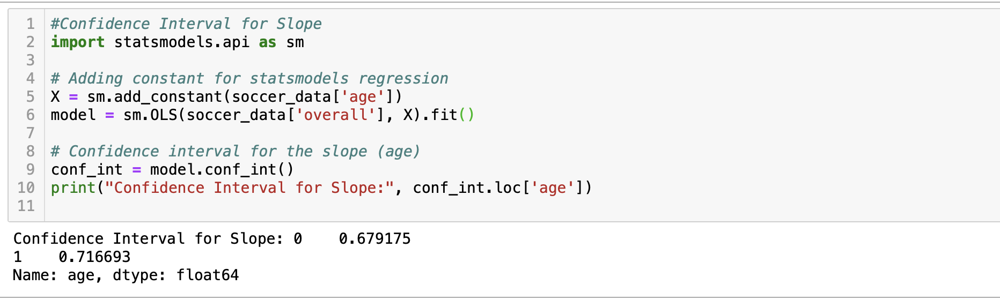 1 #Confidence Interval for Slope
2 import statsmodels.api as sm
3
4 # Adding constant for statsmodels regression
5 X = sm.add_constant(soccer_data['age'])
6 model = sm.OLS(soccer_data['overall'], X).fit()
7
8 # Confidence interval for the slope (age)
9 conf_int = model.conf_int()
10 print("Confidence Interval for Slope:", conf_int.loc['age'])
11
Confidence Interval for Slope: 0    0.679175
1    0.716693
Name: age, dtype: float64